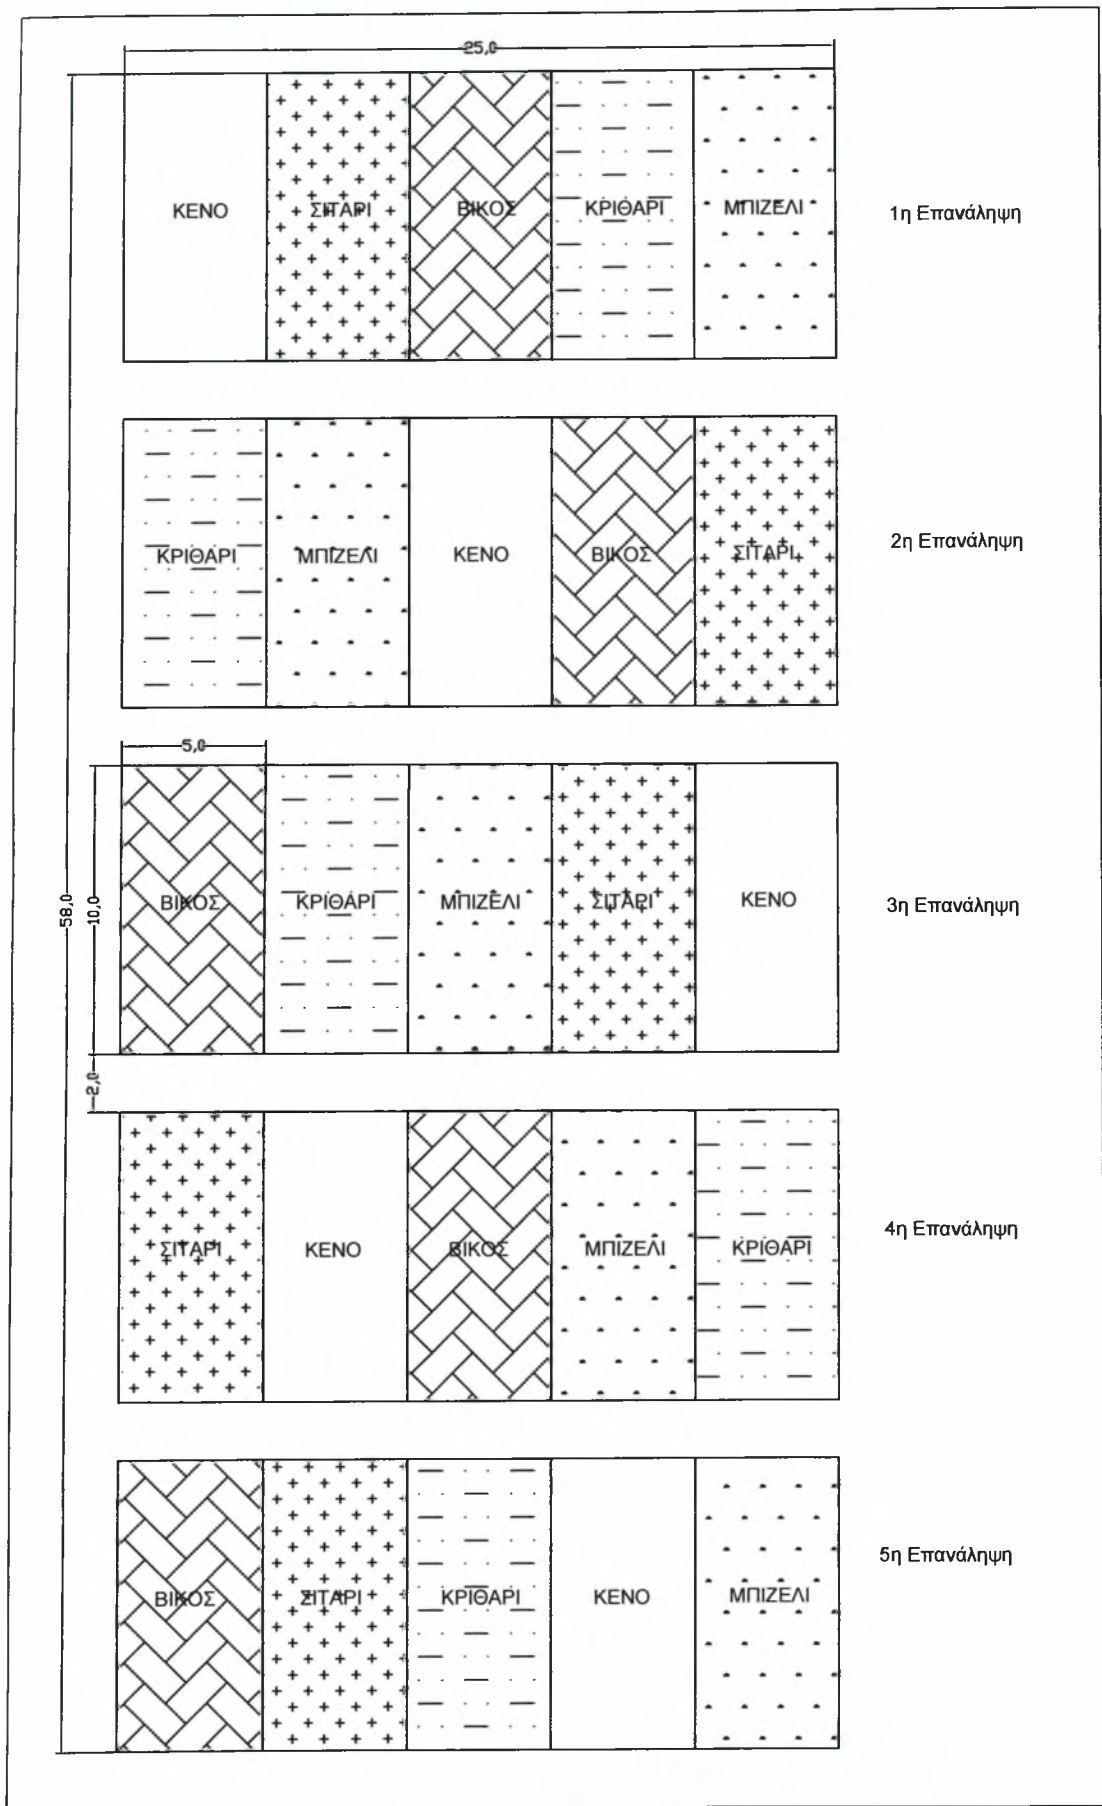 25,0
ΚΕΝΟ ΣΙΤΑΡΙ ΒΙΚΟΣ ΚΡΙΘΑΡΙ ΜΠΙΖΕΛΙ 1η Επανάληψη
ΚΡΙΘΑΡΙ ΜΠΙΖΕΛΙ ΚΕΝΟ ΒΙΚΟΣ ΣΙΤΑΡΙ 2η Επανάληψη
5,0
58,0 10,0 ΒΙΚΟΣ ΚΡΙΘΑΡΙ ΜΠΙΖΕΛΙ ΣΙΤΑΡΙ ΚΕΝΟ 3η Επανάληψη
2,0
ΣΙΤΑΡΙ ΚΕΝΟ ΒΙΚΟΣ ΜΠΙΖΕΛΙ ΚΡΙΘΑΡΙ 4η Επανάληψη
ΒΙΚΟΣ ΣΙΤΑΡΙ ΚΡΙΘΑΡΙ ΚΕΝΟ ΜΠΙΖΕΛΙ 5η Επανάληψη